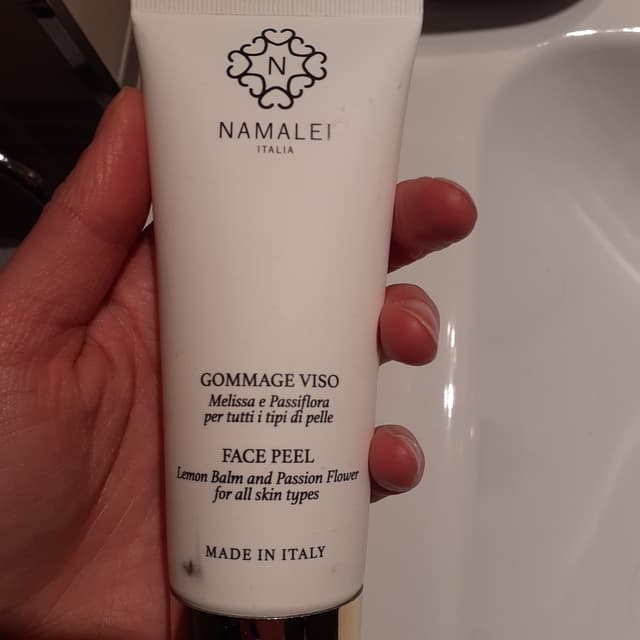 N
NAMALEI
ITALIA
GOMMAGE VISO
Melissa e Passiflora
per tutti i tipi di pelle
FACE PEEL
Lemon Balm and Passion Flower
for all skin types
MADE IN ITALY